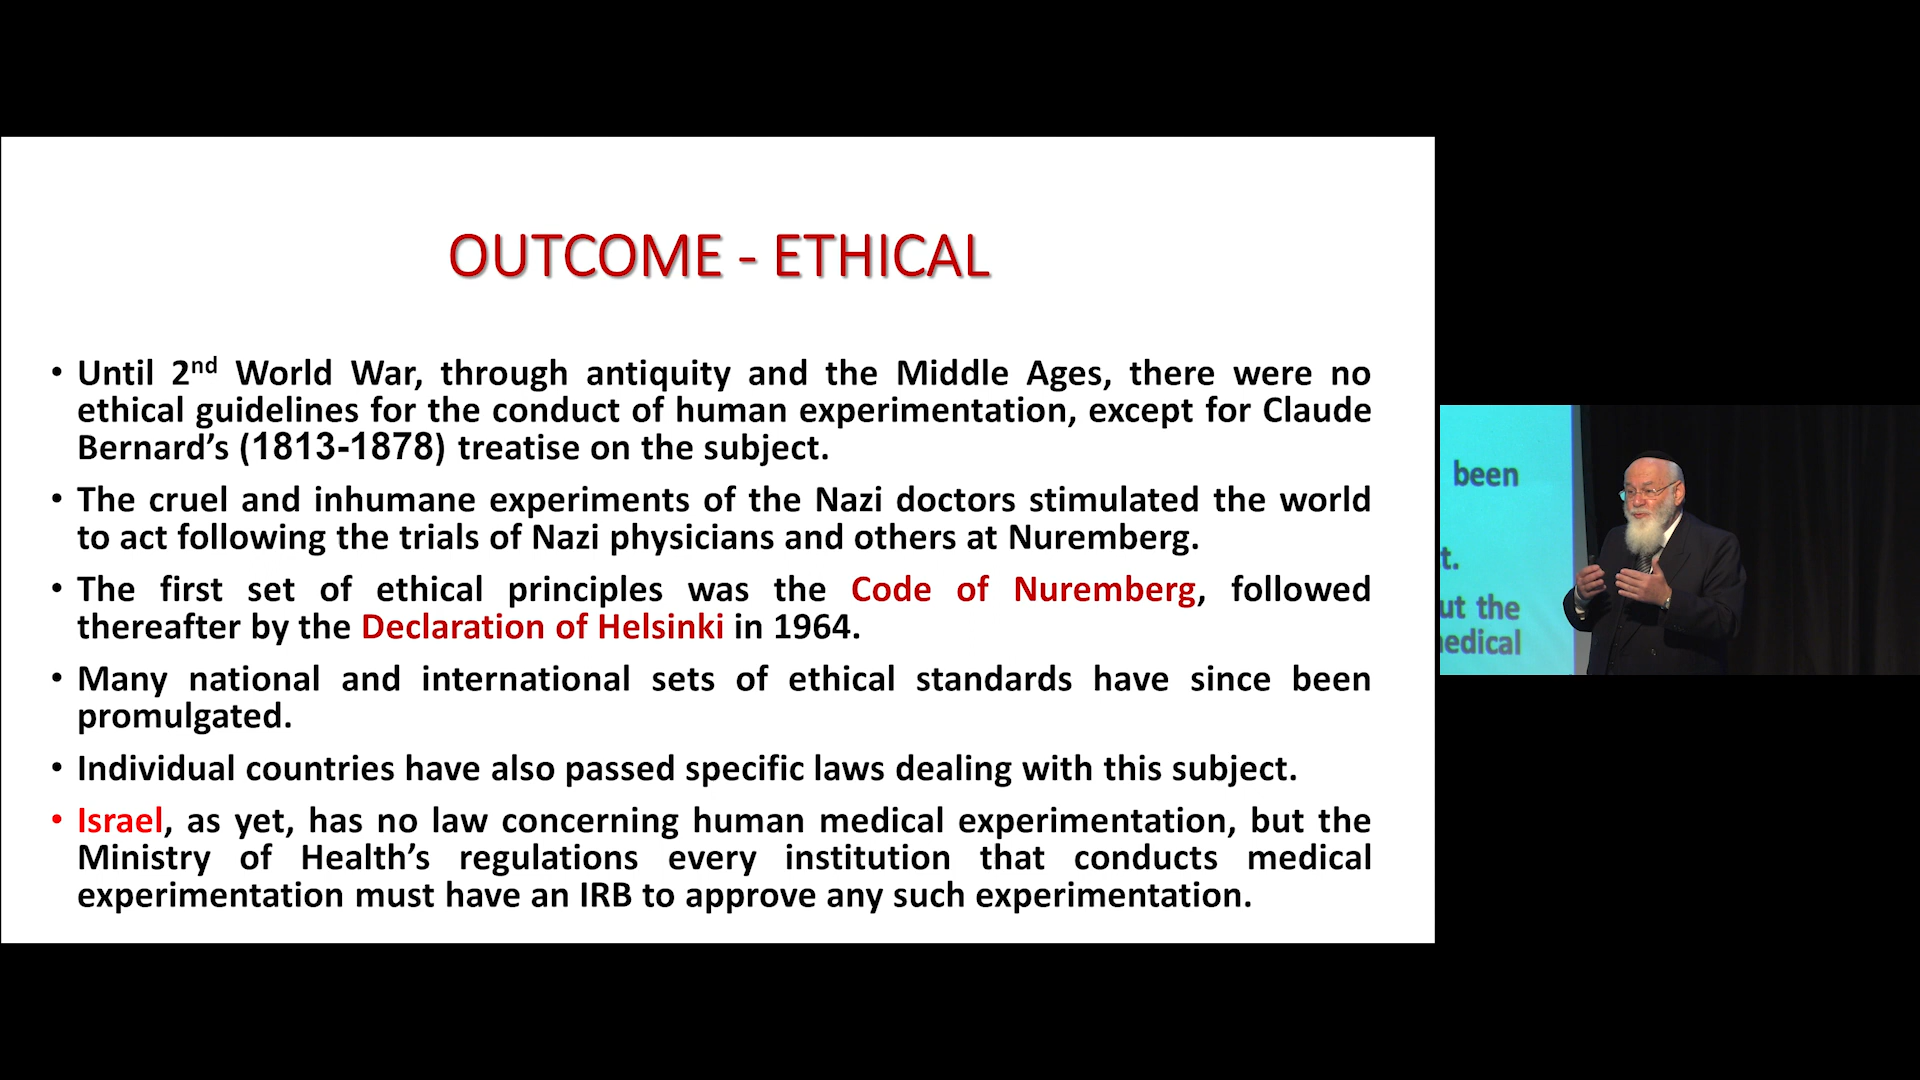 OUTCOME - ETHICAL
• Until 2nd World War, through antiquity and the Middle Ages, there were no
ethical guidelines for the conduct of human experimentation, except for Claude
Bernard’s (1813-1878) treatise on the subject.
• The cruel and inhumane experiments of the Nazi doctors stimulated the world
to act following the trials of Nazi physicians and others at Nuremberg.
• The first set of ethical principles was the Code of Nuremberg, followed
thereafter by the Declaration of Helsinki in 1964.
• Many national and international sets of ethical standards have since been
promulgated.
• Individual countries have also passed specific laws dealing with this subject.
• Israel, as yet, has no law concerning human medical experimentation, but the
Ministry of Health’s regulations every institution that conducts medical
experimentation must have an IRB to approve any such experimentation.
been
t.
ut the
edical